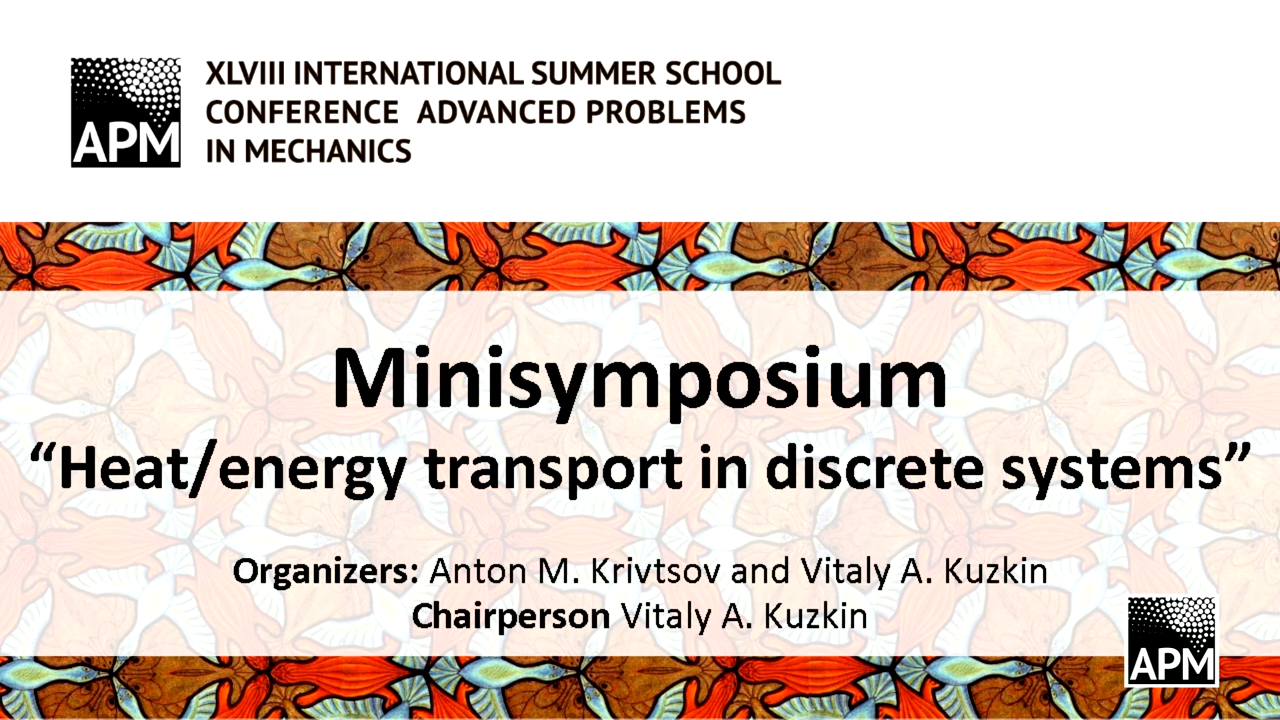 APM
XLVIII INTERNATIONAL SUMMER SCHOOL
CONFERENCE ADVANCED PROBLEMS
IN MECHANICS
Minisymposium
“Heat/energy transport in discrete systems”
Organizers: Anton M. Krivtsov and Vitaly A. Kuzkin
Chairperson Vitaly A. Kuzkin
APM